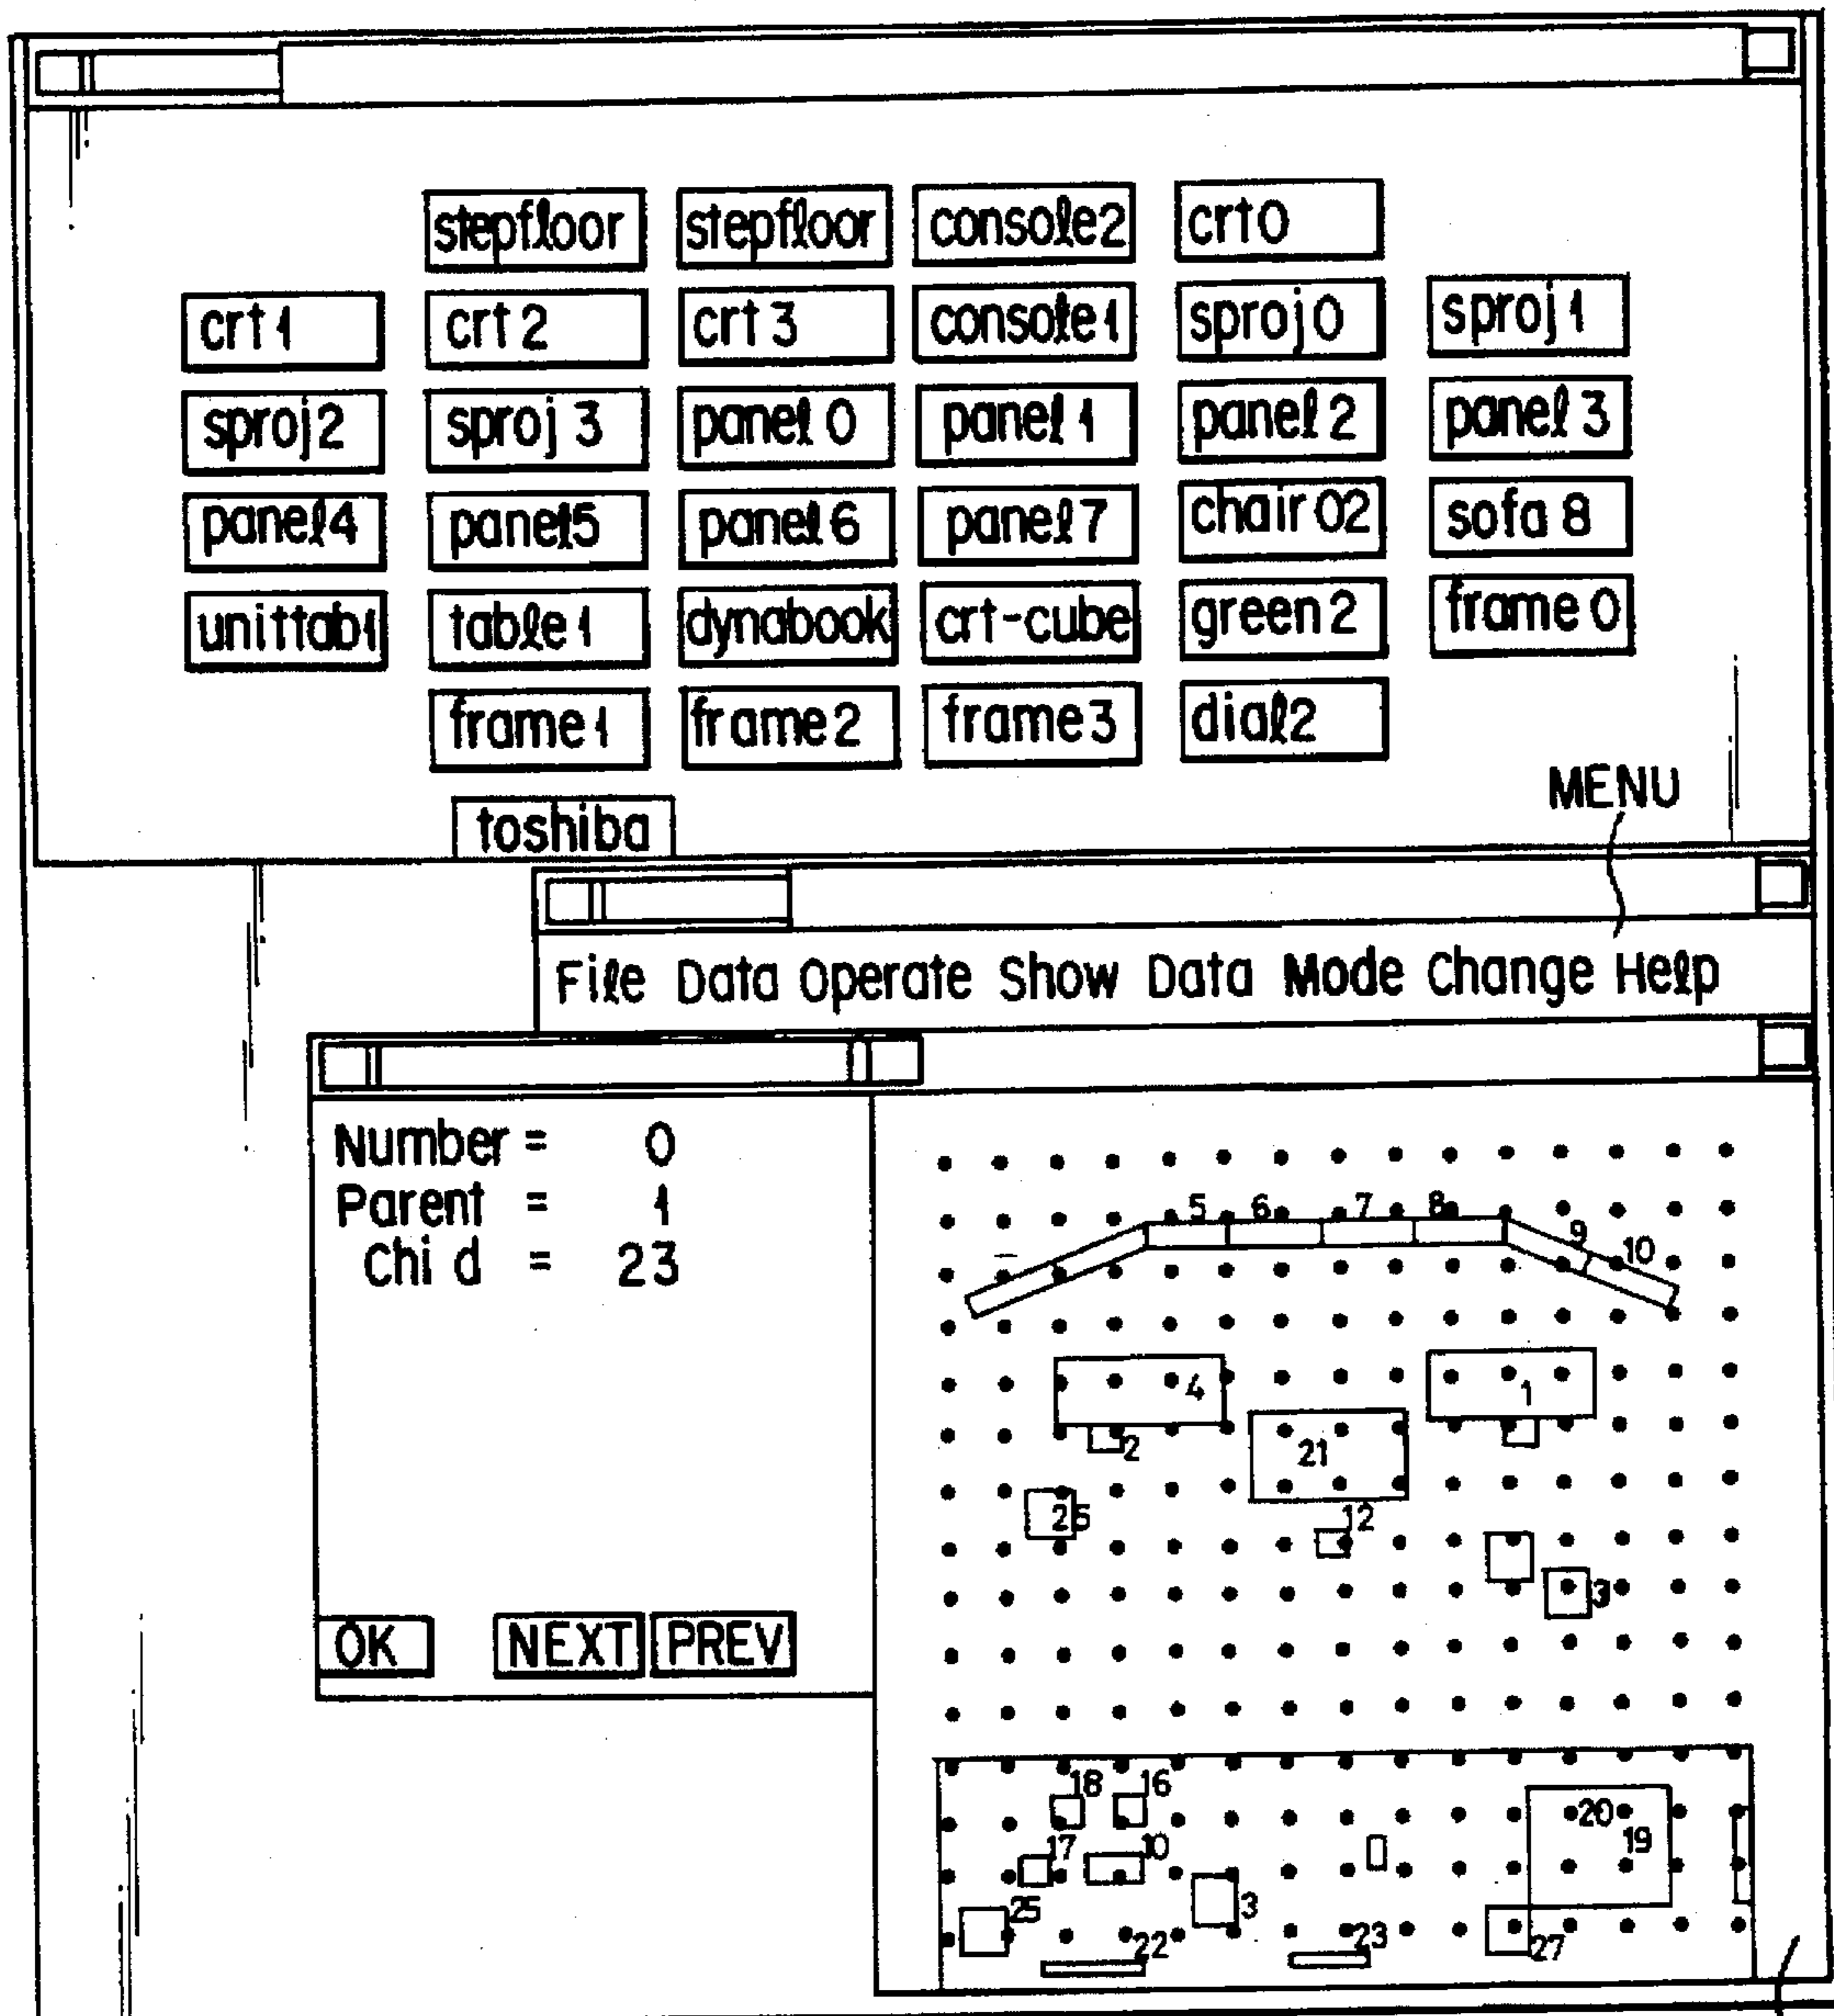 stepfloor stepfloor console2 crt0
crt1 crt2 crt3 console1 sproj0 sproj1
sproj2 sproj3 panel0 panel1 panel2 panel3
panel4 panel5 panel6 panel7 chair02 sofa8
unittab1 table1 dynabook crt-cube green2 frame0
frame1 frame2 frame3 dial2
MENU
toshiba
File Data Operate Show Data Mode Change Help
Number = 0
Parent = 1
Chi d = 23
OK NEXT PREV
5 6 7 8 9 10
4 1
2 21
26 12
3
18 16 20
17 10 19
25 3
22 23 27